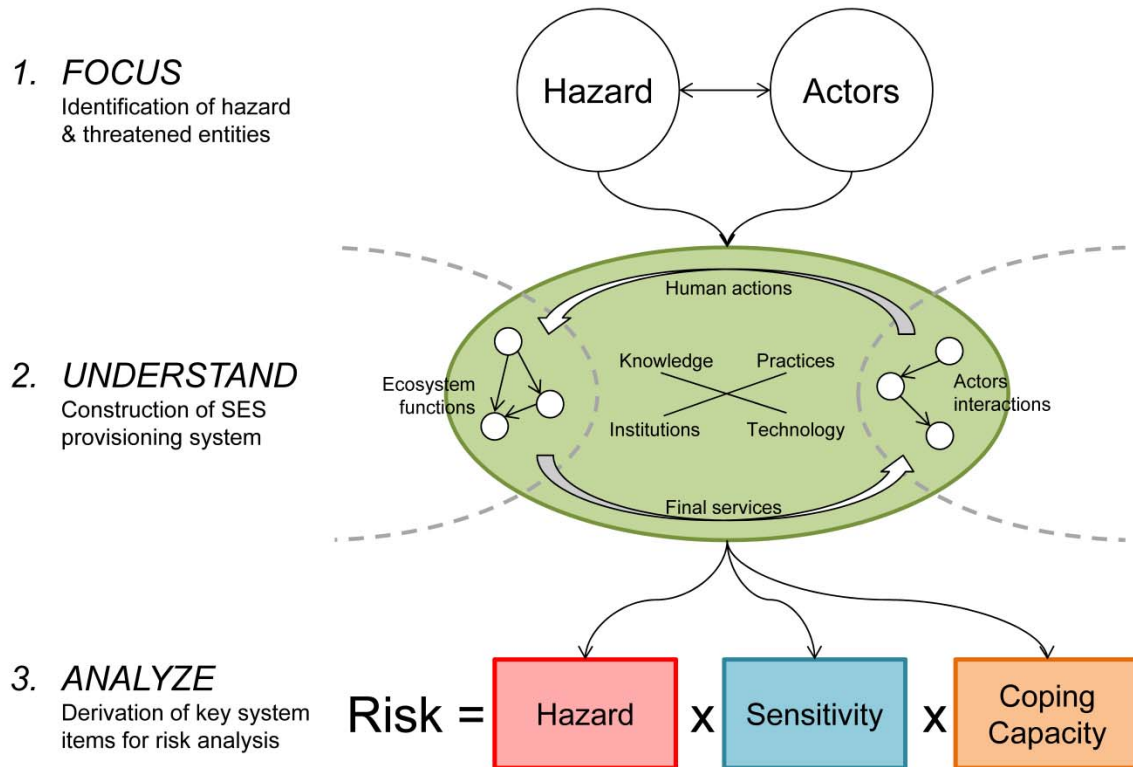 1. FOCUS
Identification of hazard
& threatened entities
Hazard
Actors
2. UNDERSTAND
Construction of SES
provisioning system
Human actions
Ecosystem
functions
Knowledge
Practices
Institutions
Technology
Actors
interactions
Final services
3. ANALYZE
Derivation of key system
items for risk analysis
Risk = Hazard x Sensitivity x Coping
Capacity